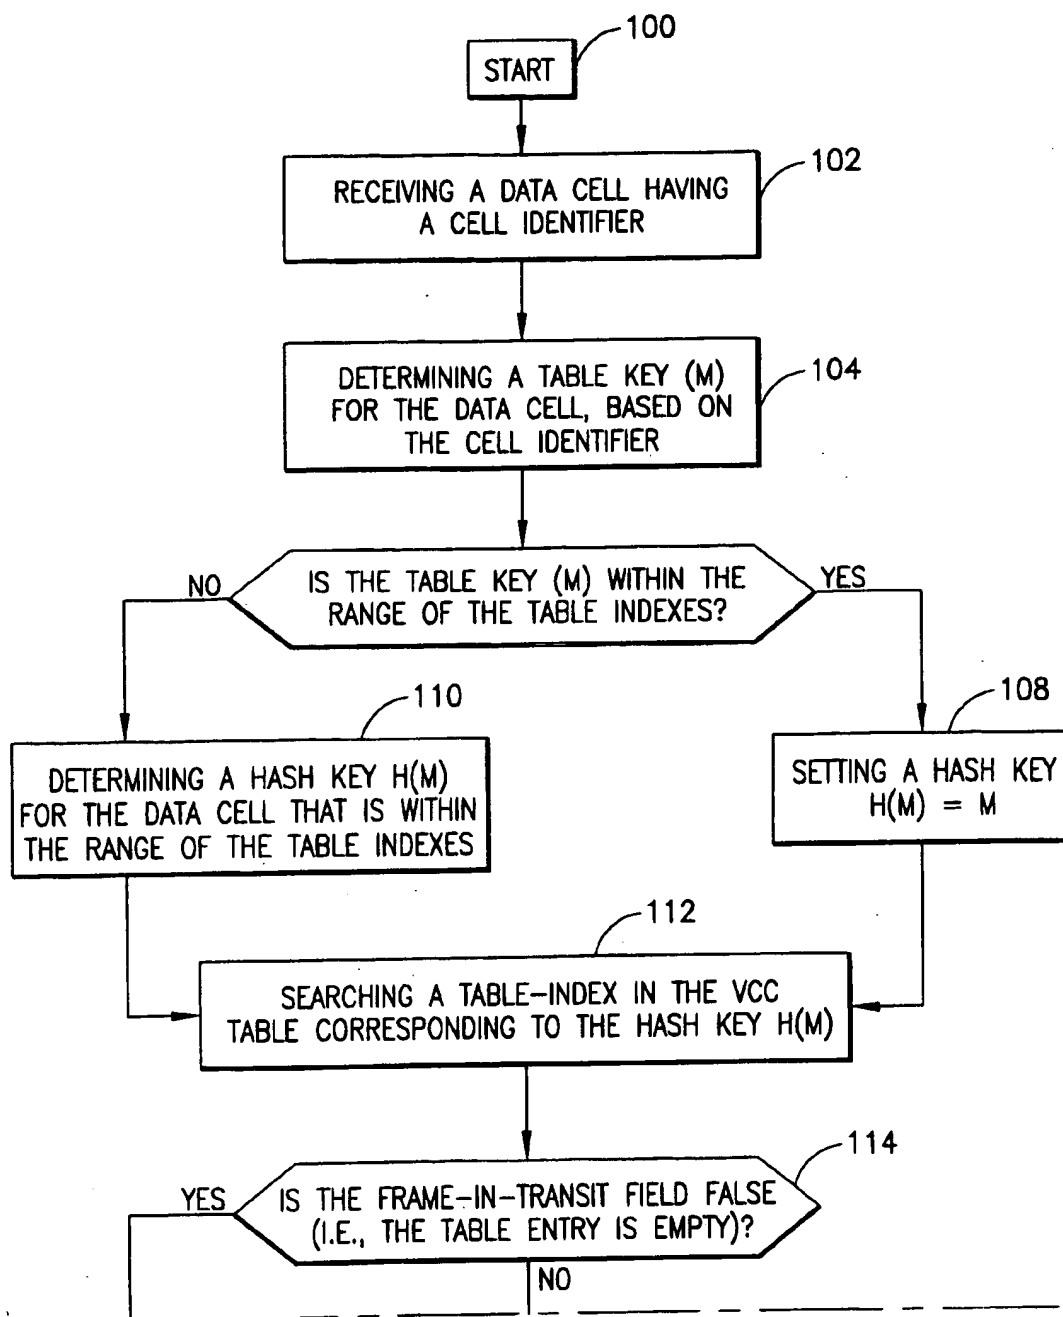 100
START
102
RECEIVING A DATA CELL HAVING
A CELL IDENTIFIER
104
DETERMINING A TABLE KEY (M)
FOR THE DATA CELL, BASED ON
THE CELL IDENTIFIER
NO
IS THE TABLE KEY (M) WITHIN THE
RANGE OF THE TABLE INDEXES?
YES
110
DETERMINING A HASH KEY H(M)
FOR THE DATA CELL THAT IS WITHIN
THE RANGE OF THE TABLE INDEXES
108
SETTING A HASH KEY
H(M) = M
112
SEARCHING A TABLE-INDEX IN THE VCC
TABLE CORRESPONDING TO THE HASH KEY H(M)
114
YES
IS THE FRAME-IN-TRANSIT FIELD FALSE
(I.E., THE TABLE ENTRY IS EMPTY)?
NO